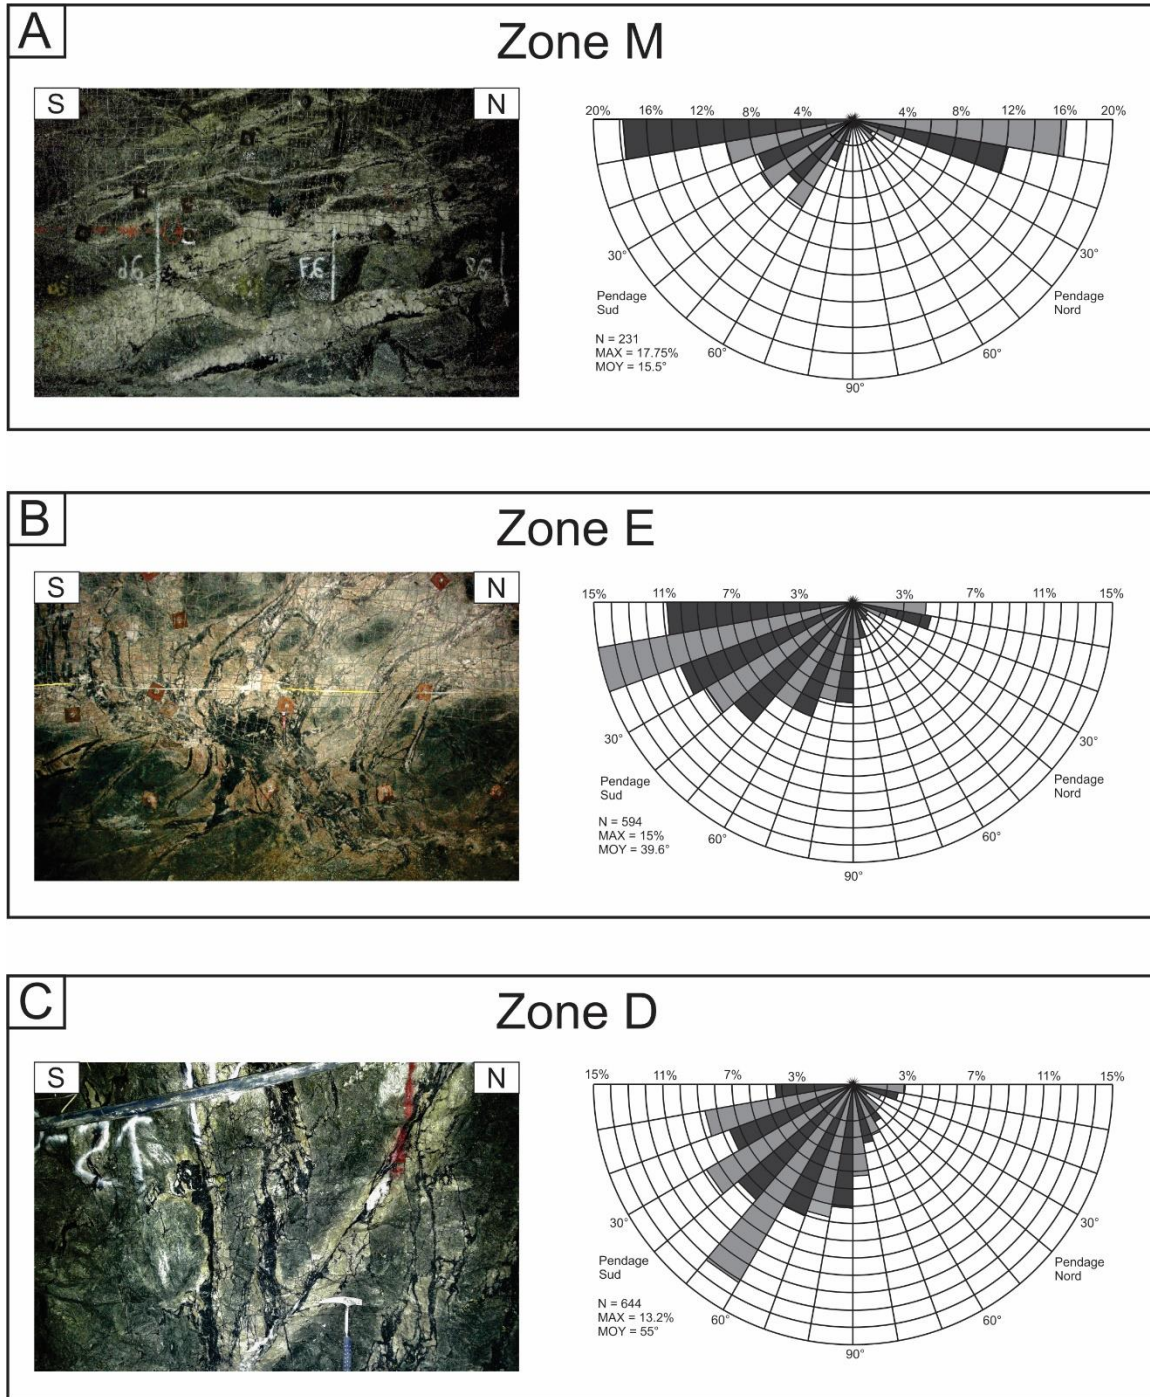 A
Zone M
S
N
20% 16% 12% 8% 4% 4% 8% 12% 16% 20%
30°
30°
Pendage
Sud
Pendage
Nord
N = 231
MAX = 17.75%
MOY = 15.5°
60°
60°
90°
B
Zone E
S
N
15% 11% 7% 3% 3% 7% 11% 15%
30°
30°
Pendage
Sud
Pendage
Nord
N = 594
MAX = 15%
MOY = 39.6°
60°
60°
90°
C
Zone D
S
N
15% 11% 7% 3% 3% 7% 11% 15%
30°
30°
Pendage
Sud
Pendage
Nord
N = 644
MAX = 13.2%
MOY = 55°
60°
60°
90°